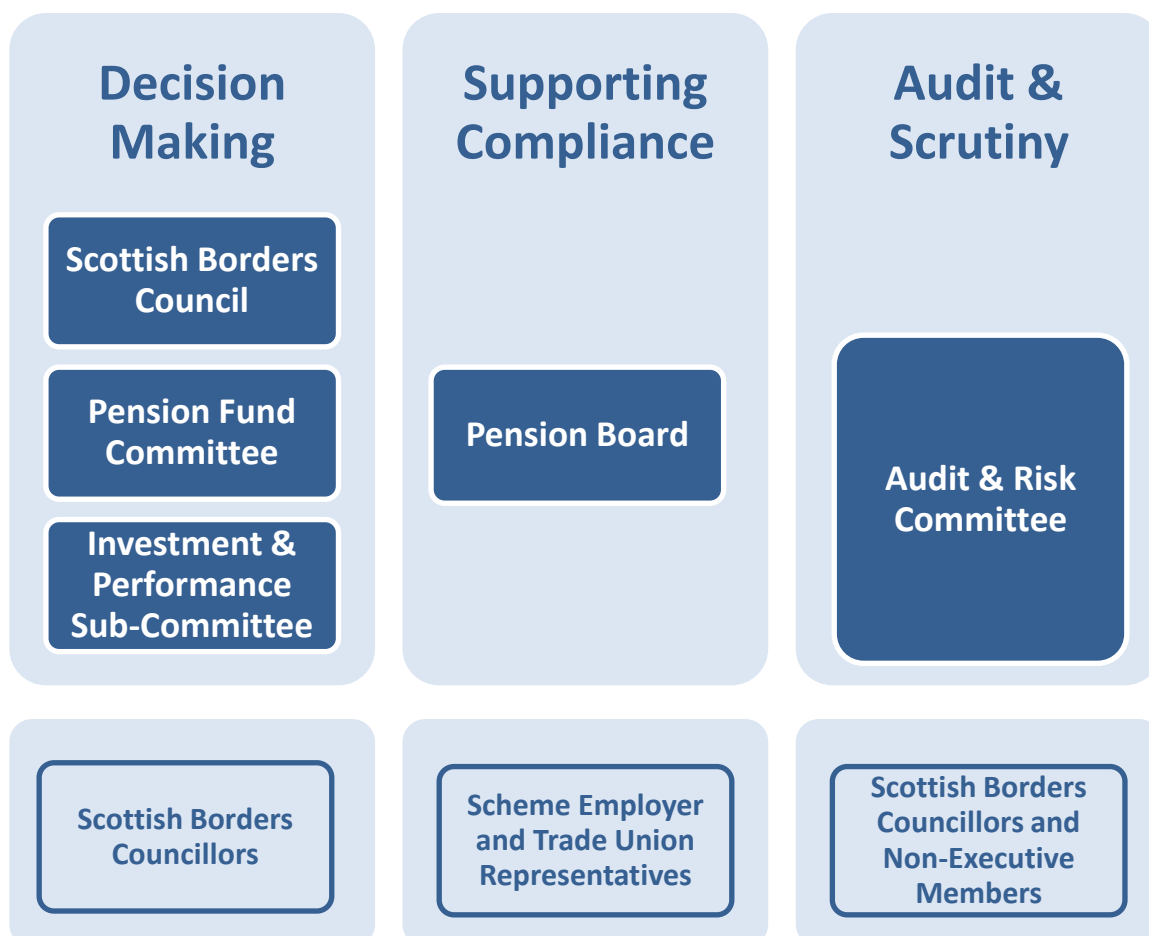 Decision
Making
Scottish Borders
Council
Pension Fund
Committee
Investment &
Performance
Sub-Committee
Scottish Borders
Councillors
Supporting
Compliance
Pension Board
Scheme Employer
and Trade Union
Representatives
Audit &
Scrutiny
Audit & Risk
Committee
Scottish Borders
Councillors and
Non-Executive
Members